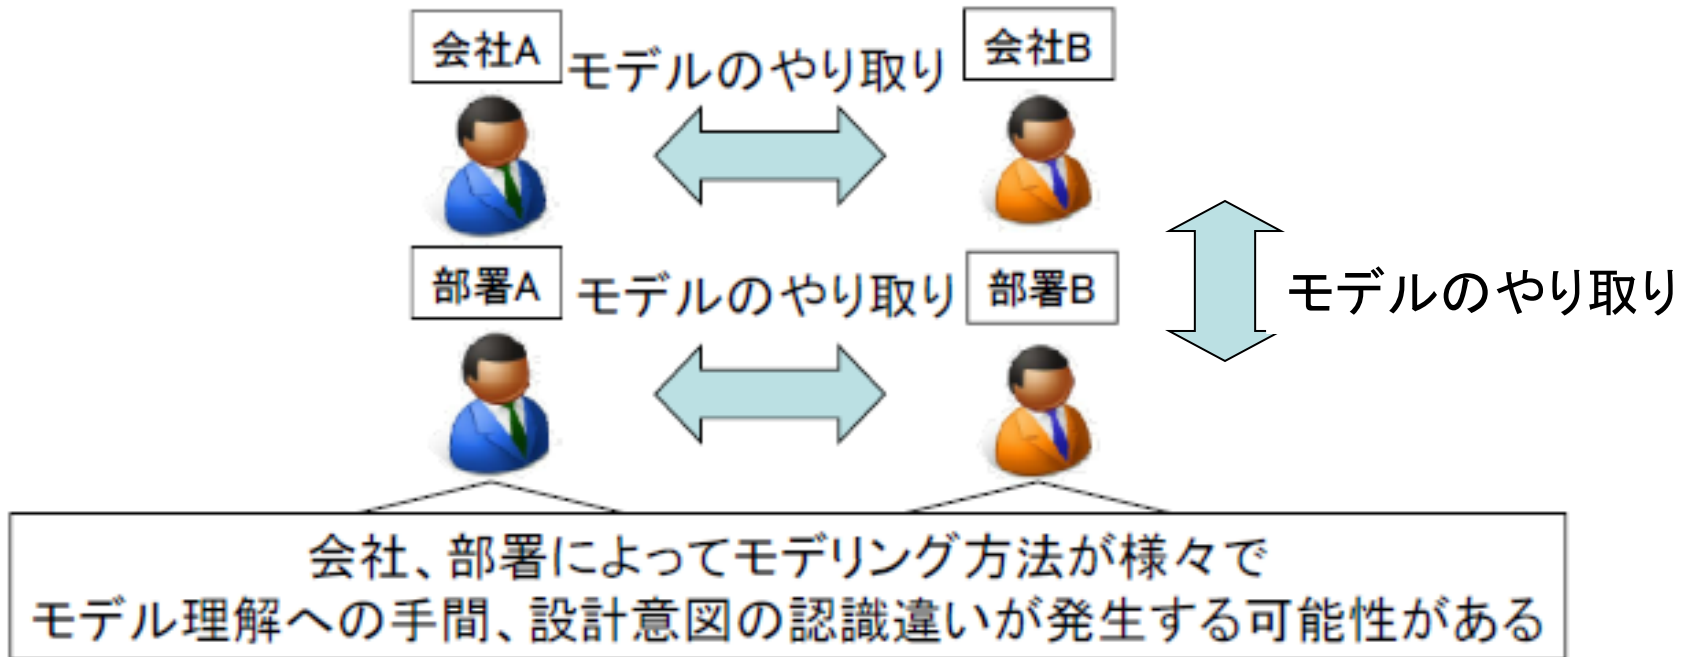 会社A
モデルのやり取り
会社B
部署A
モデルのやり取り
部署B
モデルのやり取り
会社、部署によってモデリング方法が様々で
モデル理解への手間、設計意図の認識違いが発生する可能性がある